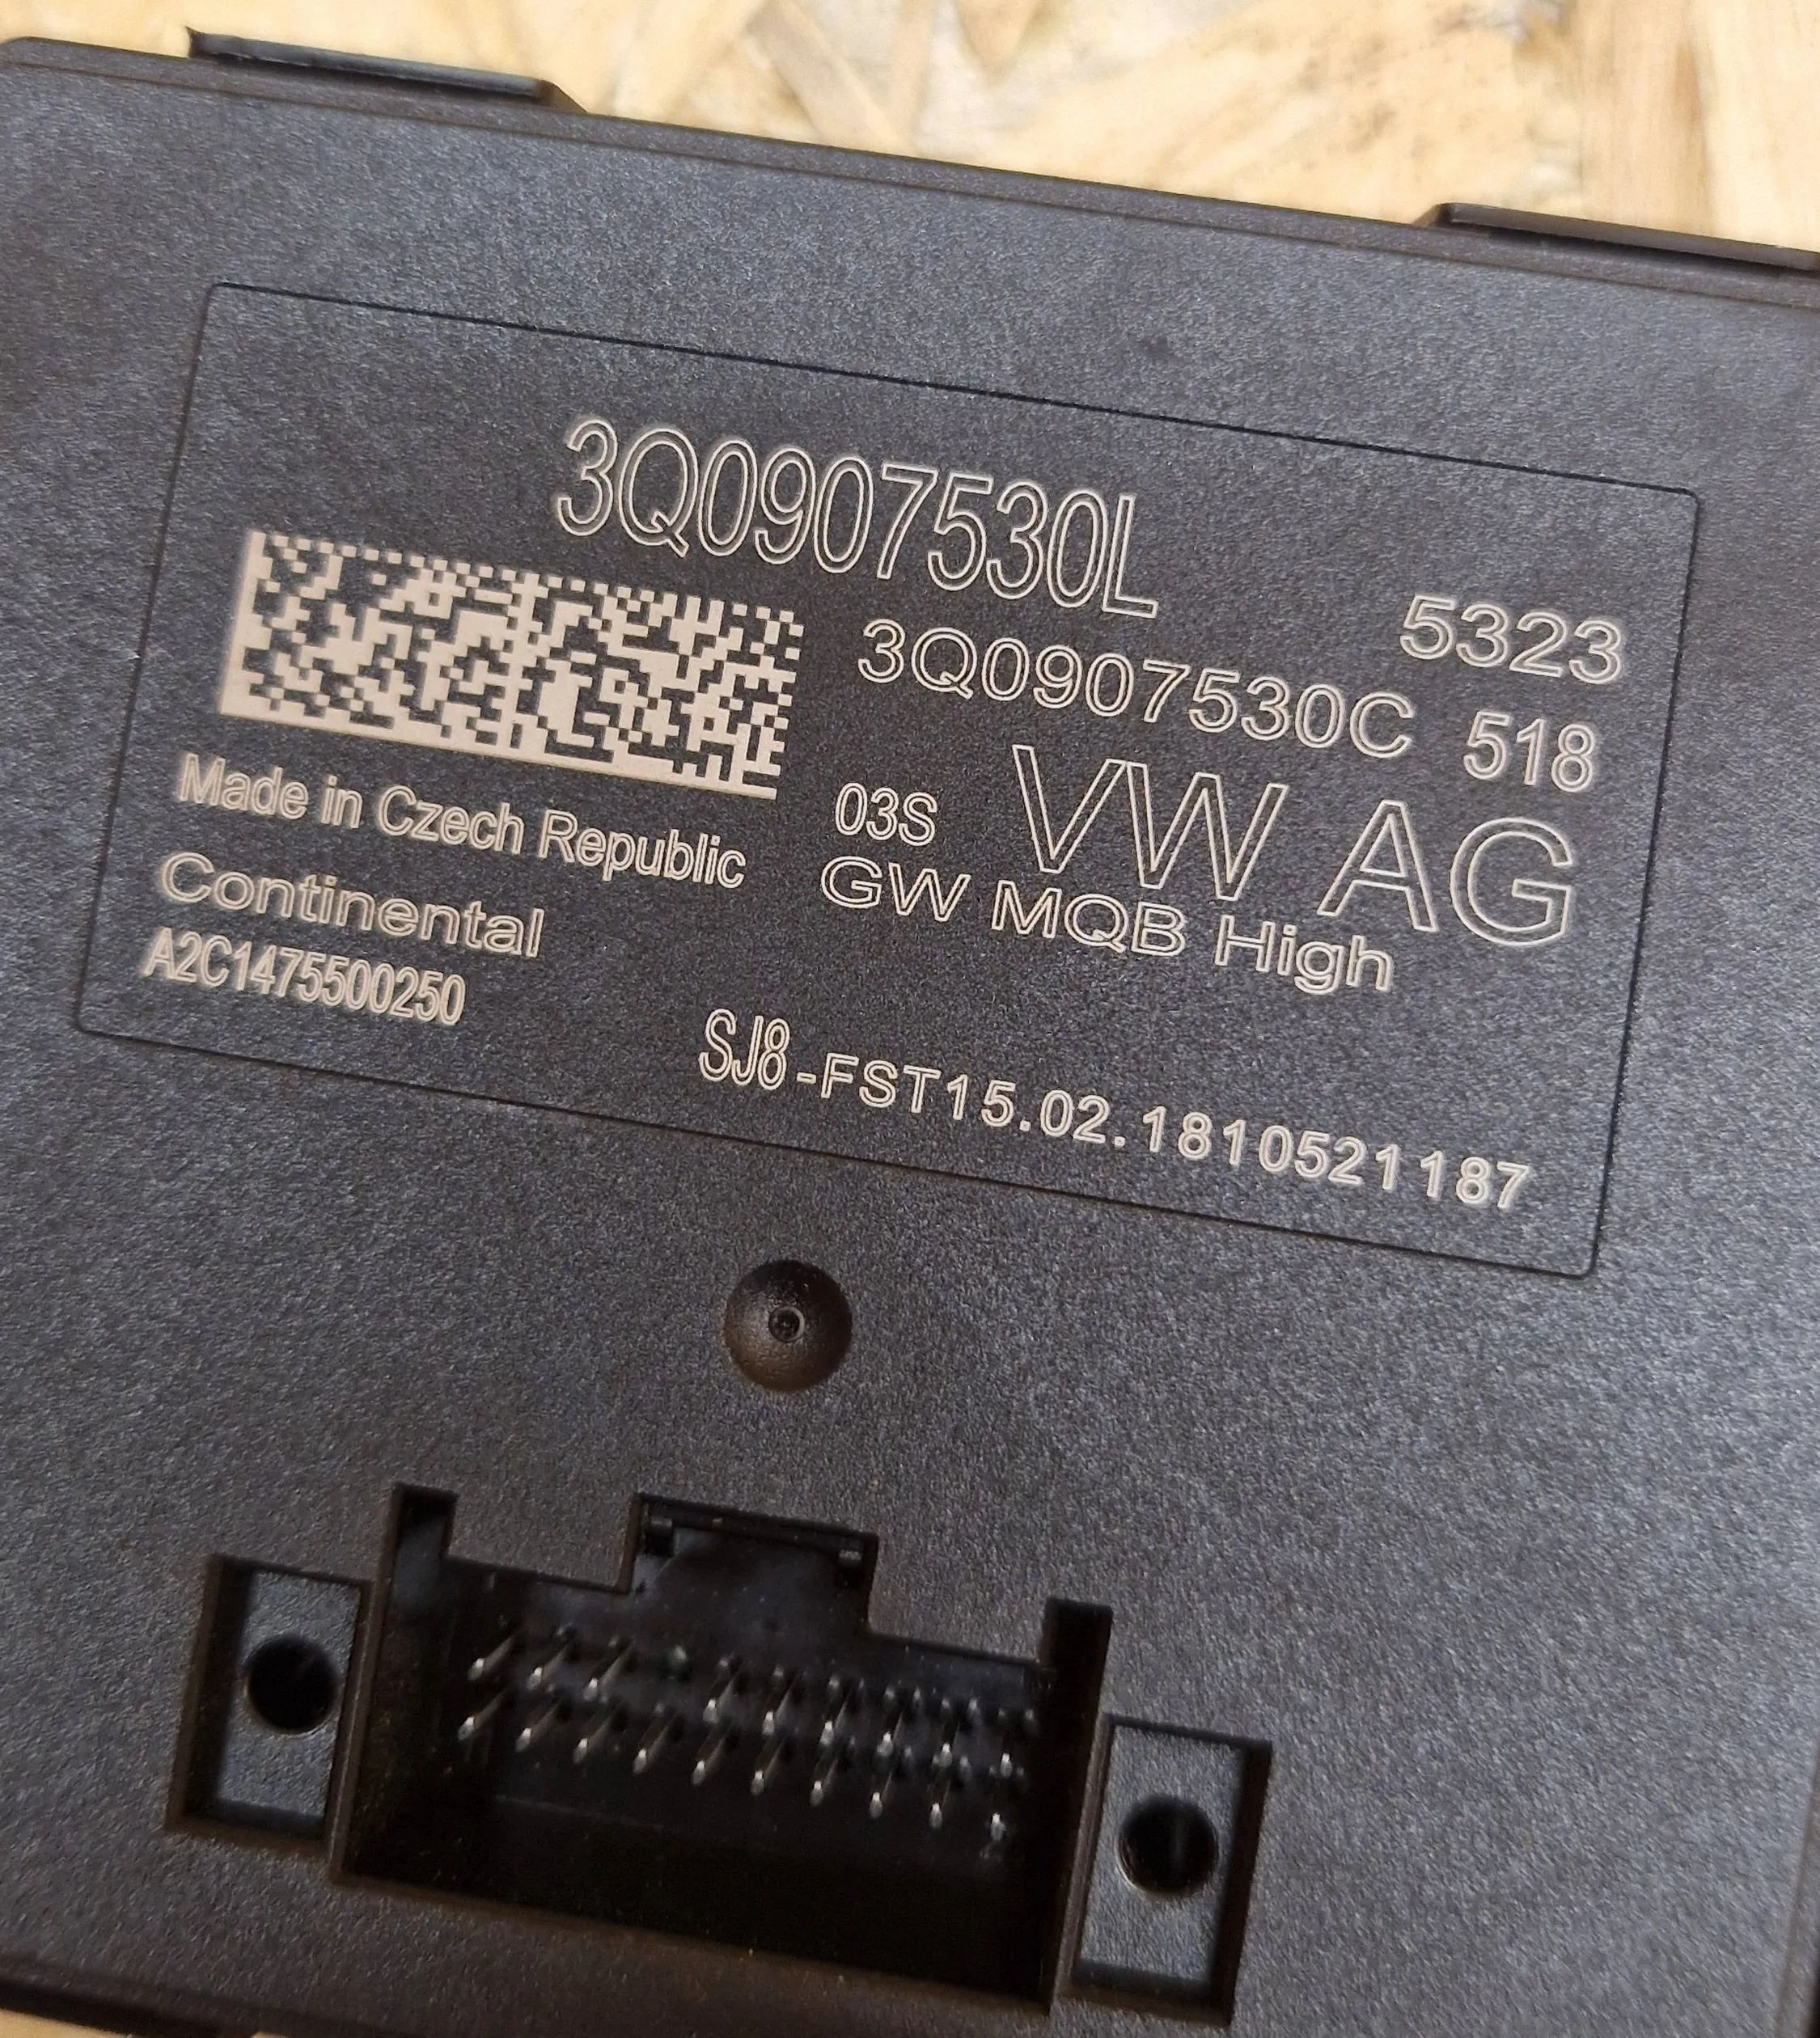 3Q0907530L
5323
3Q0907530C 518
03S VW AG
GW MQB High
Made in Czech Republic
Continental
A2C1475500250
SJ8-FST15.02.1810521187